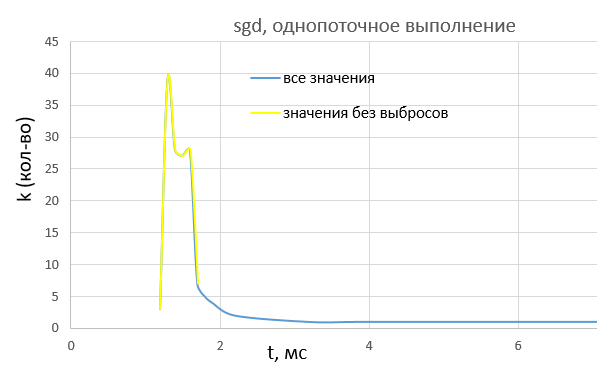 sgd, однопоточное выполнение
45
40
35
30
25
20
15
10
5
0
k (кол-во)
все значения
значения без выбросов
0
2
4
6
t, мс